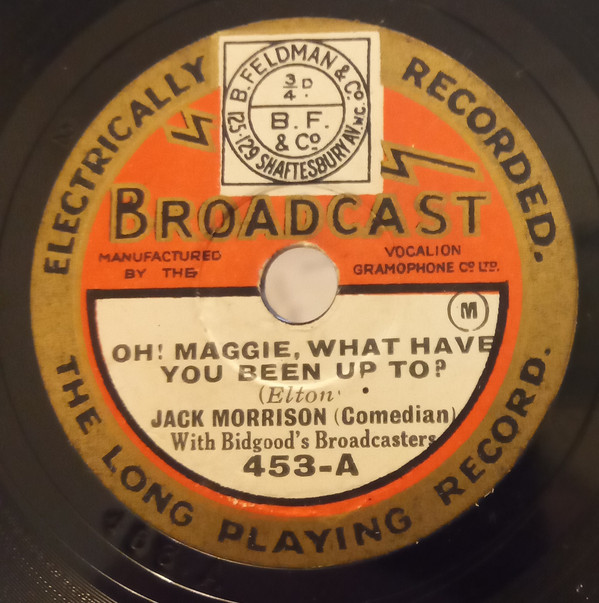 B. FELDMAN & Co.
125-129 SHAFTESBURY AV. W.C.
3/4 D.
B. F.
& Co
ELECTRICALLY RECORDED.
BROADCAST
MANUFACTURED
BY THE
VOCALION
GRAMOPHONE Co LTD.
M
OH! MAGGIE, WHAT HAVE
YOU BEEN UP TO?
(Elton
JACK MORRISON (Comedian)
With Bidgood's Broadcasters
453-A
THE LONG PLAYING RECORD.